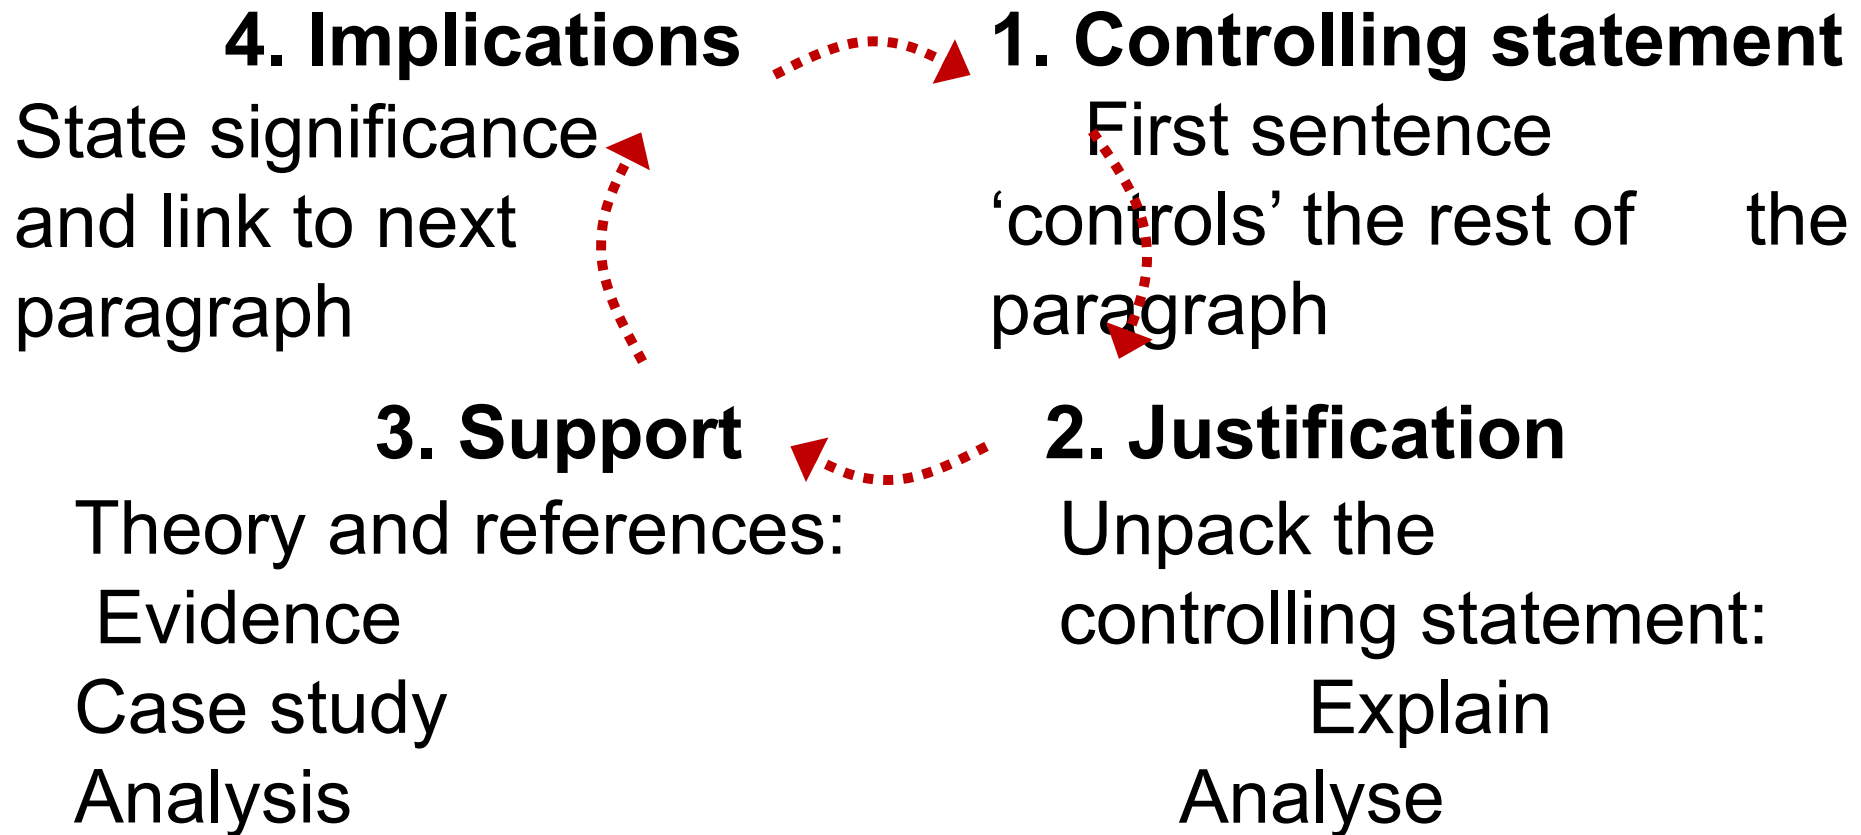 4. Implications
State significance
and link to next
paragraph
1. Controlling statement
First sentence
‘controls’ the rest of the
paragraph
3. Support
Theory and references:
Evidence
Case study
Analysis
2. Justification
Unpack the
controlling statement:
Explain
Analyse